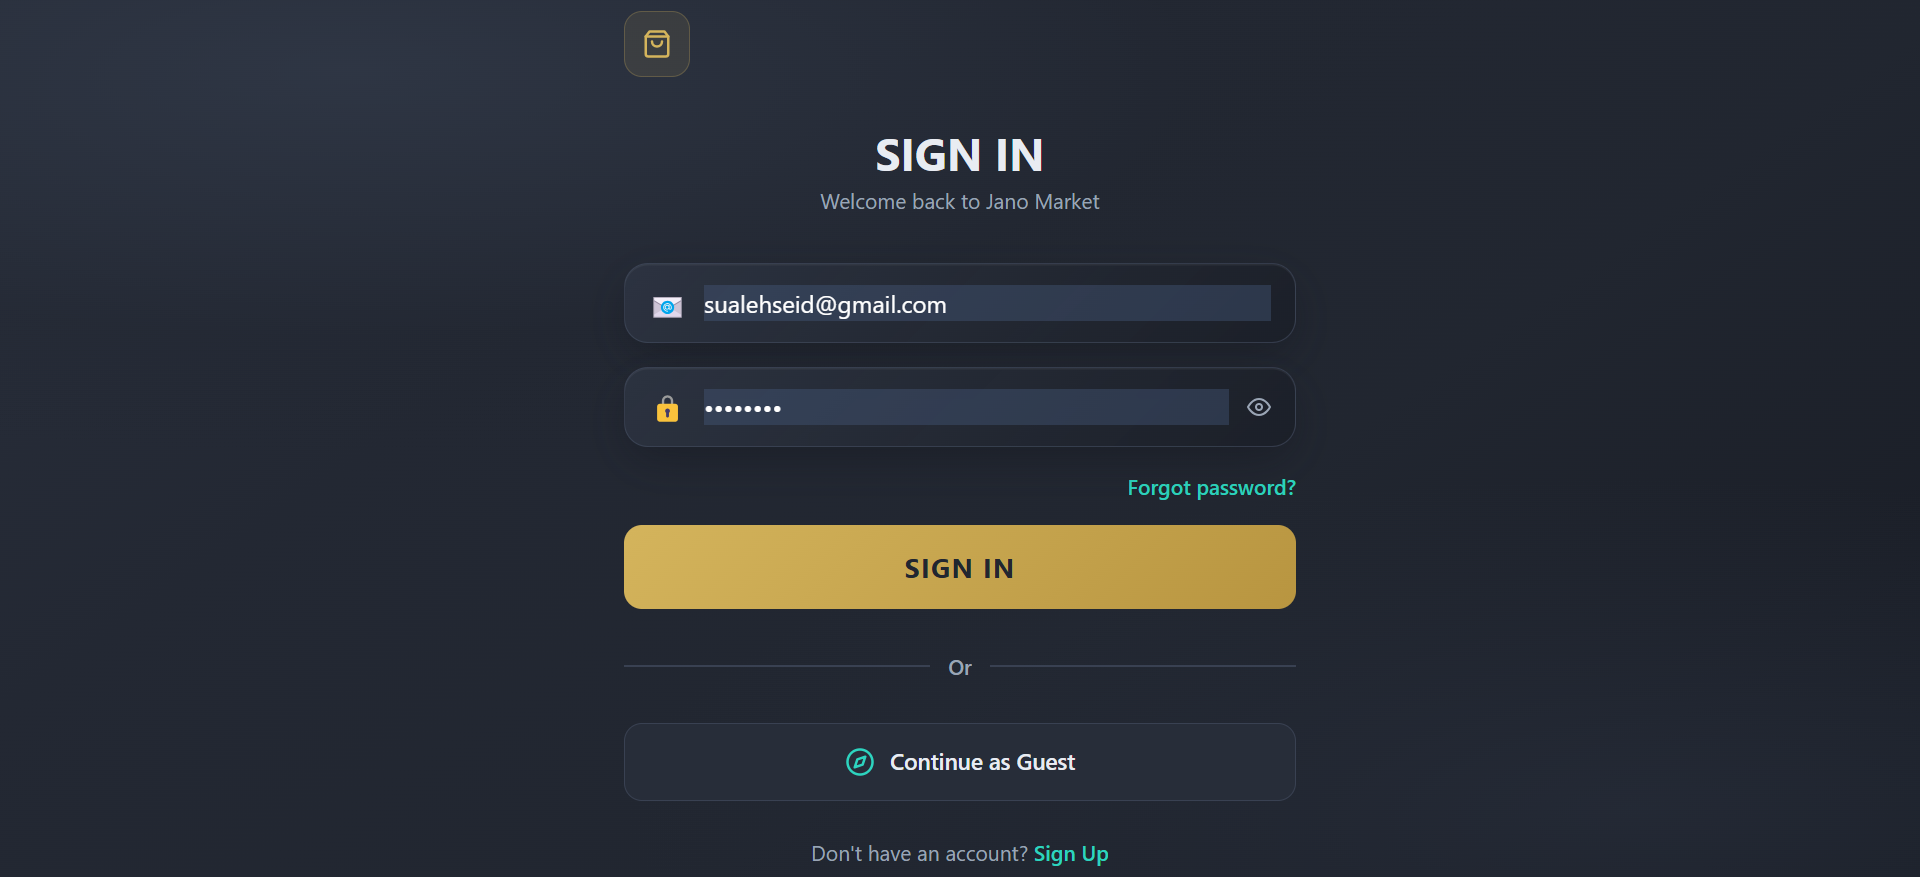 SIGN IN
Welcome back to Jano Market
sualehseid@gmail.com
••••••••
Forgot password?
SIGN IN
Or
Continue as Guest
Don't have an account? Sign Up